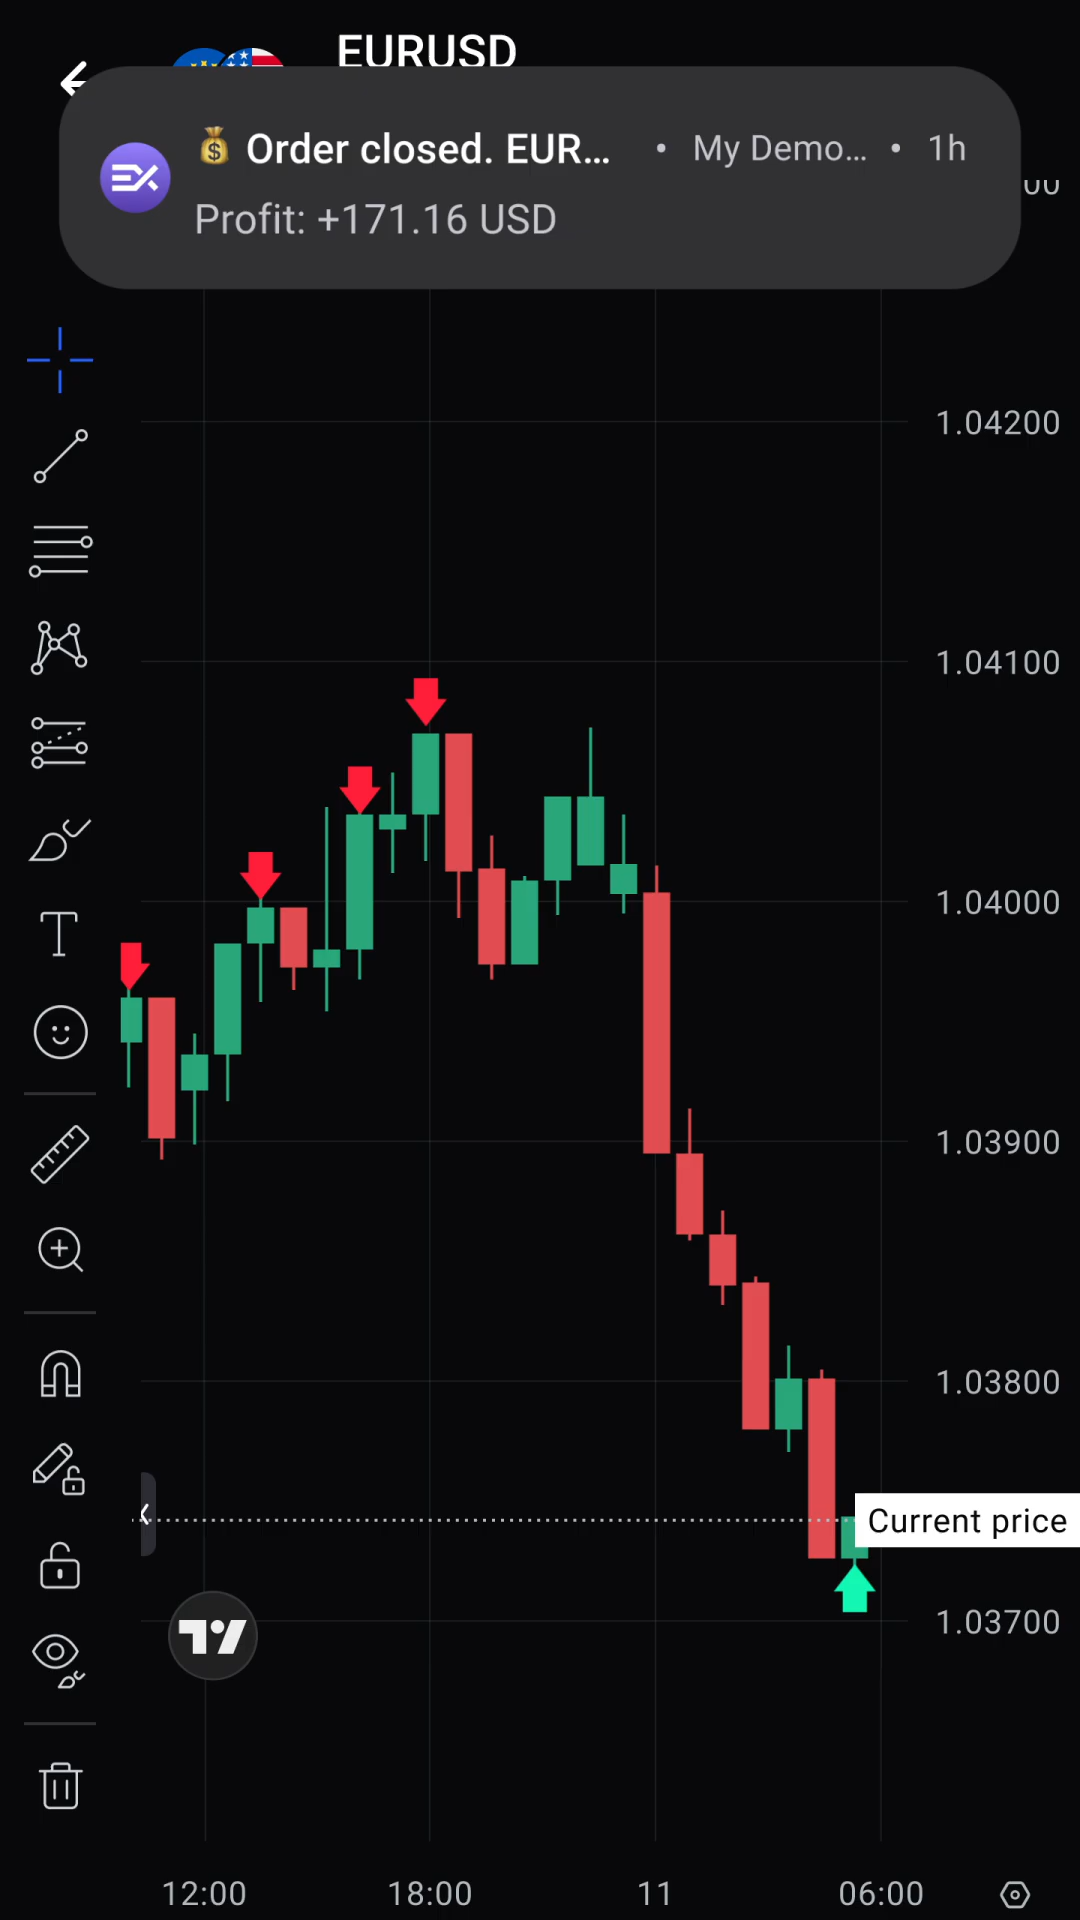 EURUSD
💰 Order closed. EUR... • My Demo... • 1h
Profit: +171.16 USD
1.04200
1.04100
1.04000
1.03900
1.03800
Current price
1.03700
12:00 18:00 11 06:00